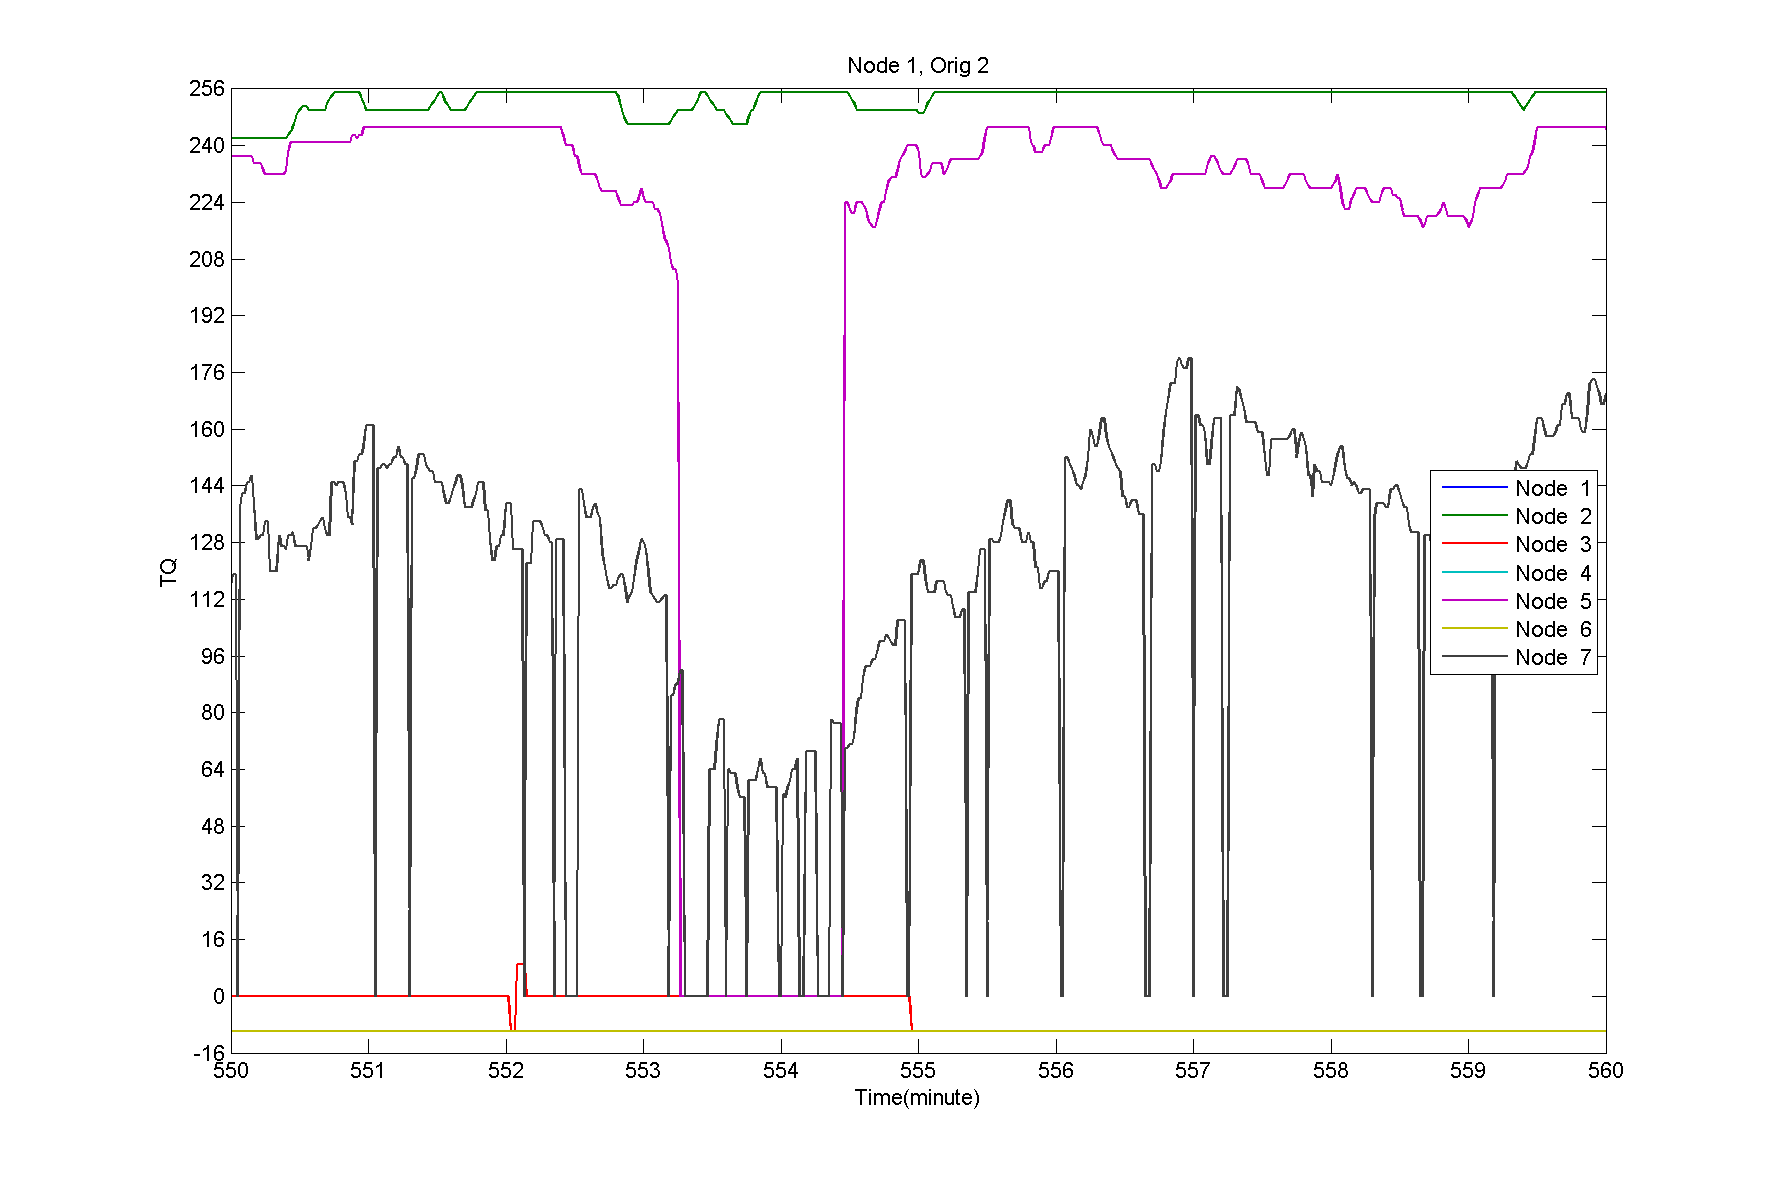 Node 1, Orig 2
256
240
224
208
192
176
160
144
128
112
96
80
64
48
32
16
0
-16
TQ
Node 1
Node 2
Node 3
Node 4
Node 5
Node 6
Node 7
550 551 552 553 554 555 556 557 558 559 560
Time(minute)